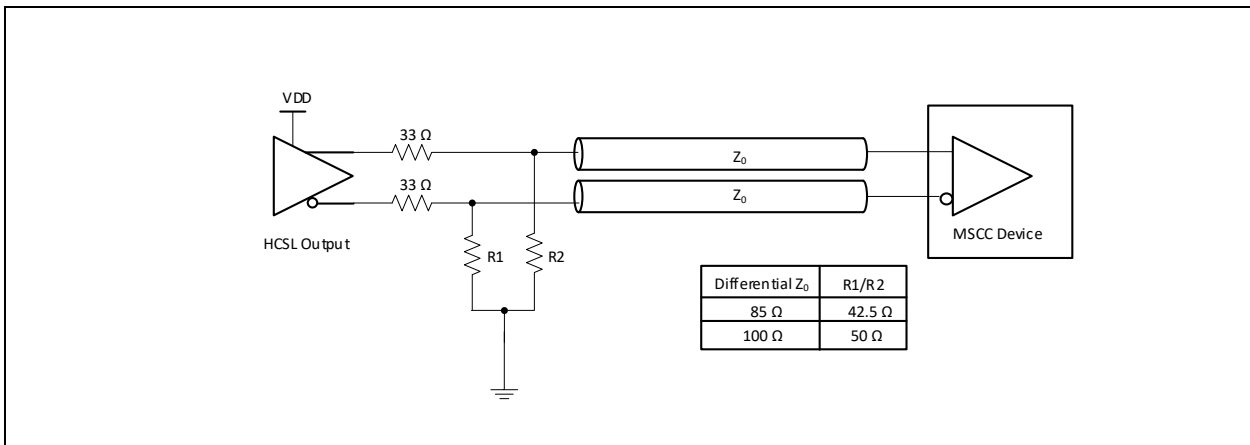 VDD
33 Ω
33 Ω
HCSL Output
R1
R2
Z₀
Z₀
MSCC Device
Differential Z₀ R1/R2
85 Ω 42.5 Ω
100 Ω 50 Ω